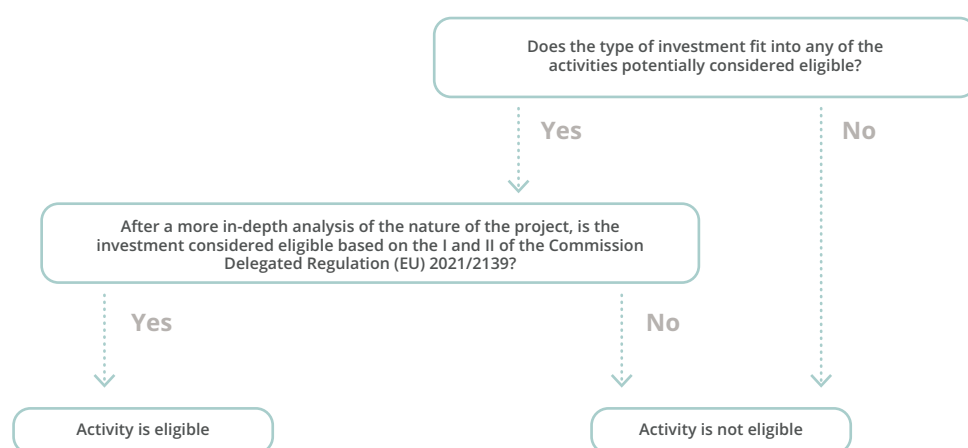 Does the type of investment fit into any of the
activities potentially considered eligible?
Yes
No
After a more in-depth analysis of the nature of the project, is the
investment considered eligible based on the I and II of the Commission
Delegated Regulation (EU) 2021/2139?
Yes
No
Activity is eligible
Activity is not eligible